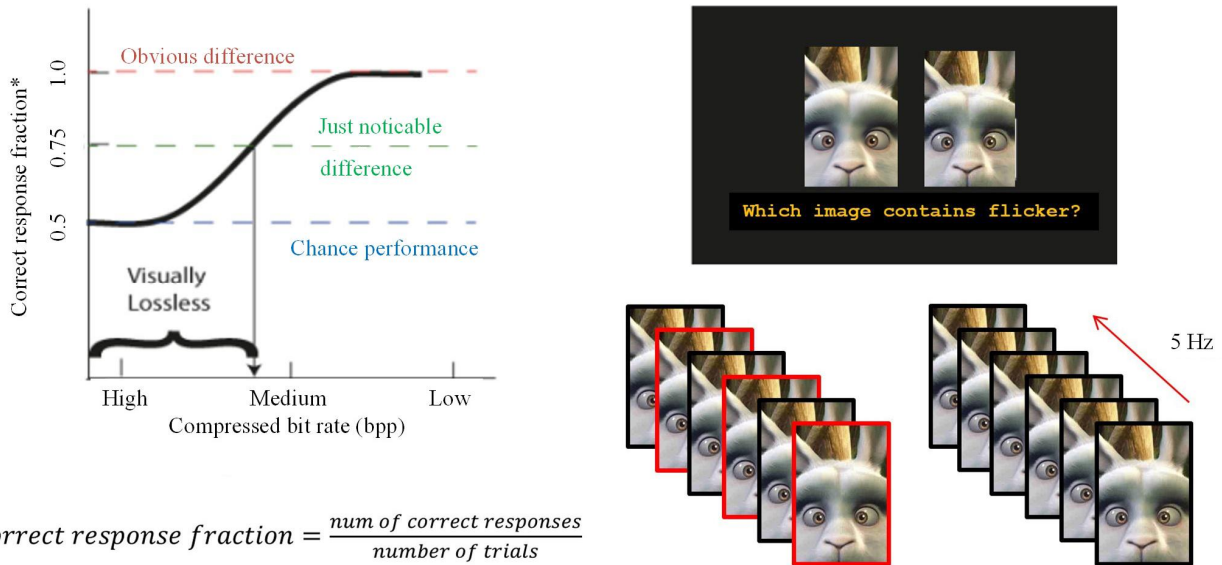 Obvious difference
Just noticable
difference
Chance performance
Visually
Lossless
Correct response fraction*
1.0
0.75
0.5
High Medium Low
Compressed bit rate (bpp)
orrect response fraction = num of correct responses / number of trials
Which image contains flicker?
5 Hz